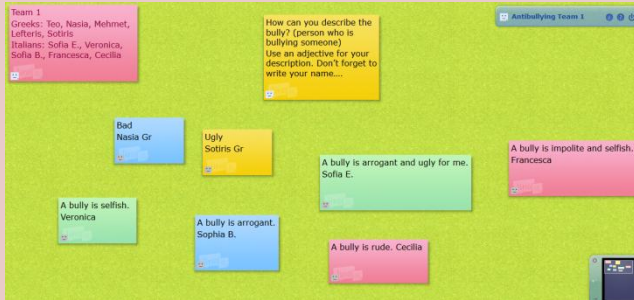 Team 1
Greeks: Teo, Nasia, Mehmet,
Lefteris, Sotiris
Italians: Sofia E., Veronica,
Sofia B., Francesca, Cecilia
How can you describe the
bully? (person who is
bullying someone)
Use an adjective for your
description. Don't forget to
write your name....
Antibullying Team 1
Bad
Nasia Gr
Ugly
Sotiris Gr
A bully is arrogant and ugly for me.
Sofia E.
A bully is impolite and selfish.
Francesca
A bully is selfish.
Veronica
A bully is arrogant.
Sophia B.
A bully is rude. Cecilia